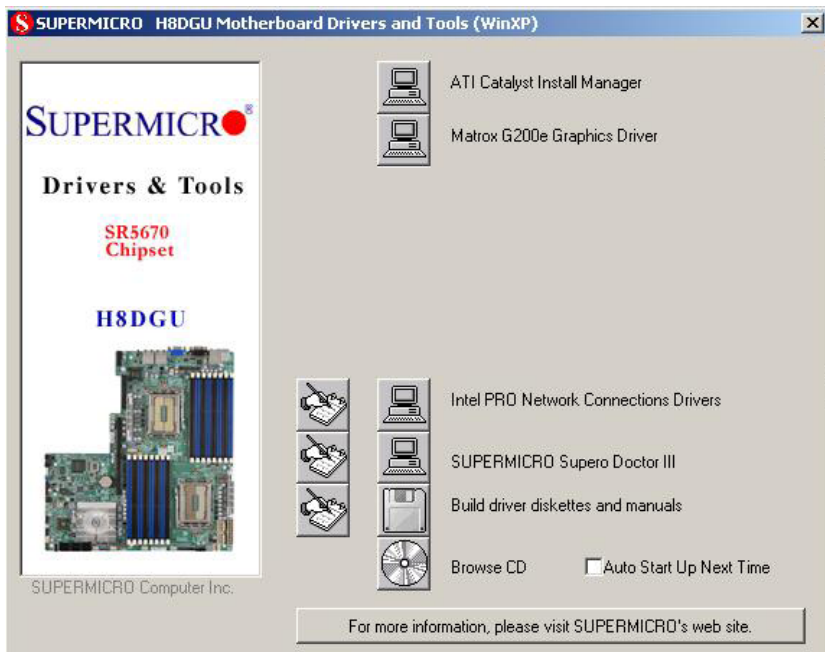 SUPERMICRO H8DGU Motherboard Drivers and Tools (WinXP)
SUPERMICRO®
Drivers & Tools
SR5670
Chipset
H8DGU
SUPERMICRO Computer Inc.
ATI Catalyst Install Manager
Matrox G200e Graphics Driver
Intel PRO Network Connections Drivers
SUPERMICRO Supero Doctor III
Build driver diskettes and manuals
Browse CD Auto Start Up Next Time
For more information, please visit SUPERMICRO's web site.